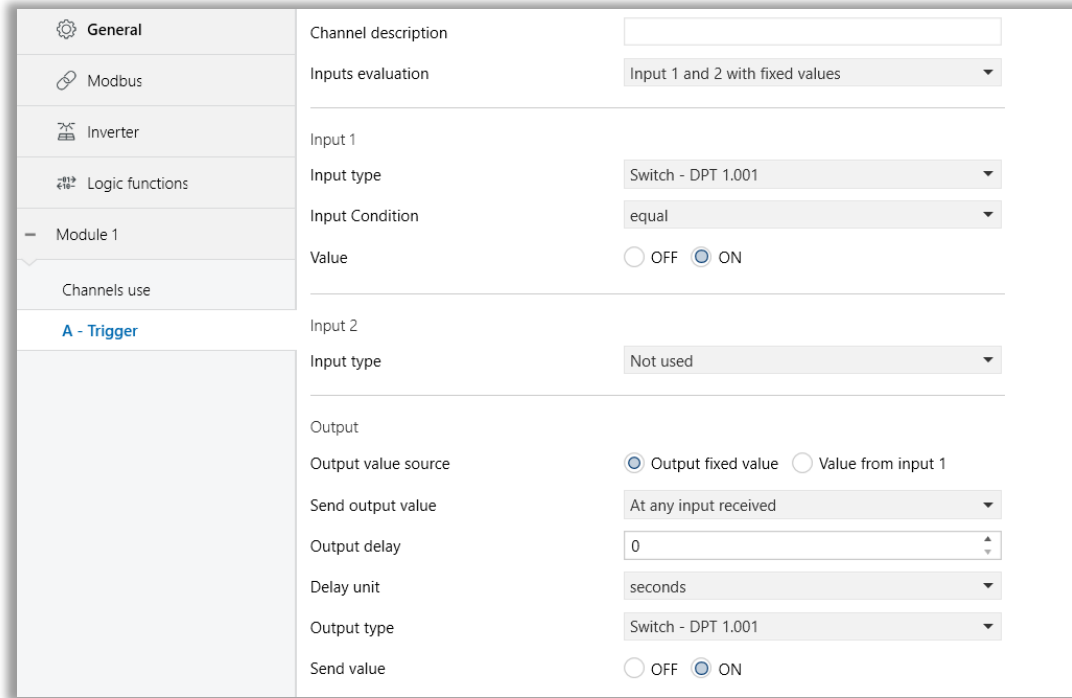 General
Modbus
Inverter
Logic functions
Module 1
Channels use
A - Trigger
Channel description
Inputs evaluation
Input 1 and 2 with fixed values
Input 1
Input type
Switch - DPT 1.001
Input Condition
equal
Value
OFF
ON
Input 2
Input type
Not used
Output
Output value source
Output fixed value
Value from input 1
Send output value
At any input received
Output delay
0
Delay unit
seconds
Output type
Switch - DPT 1.001
Send value
OFF
ON